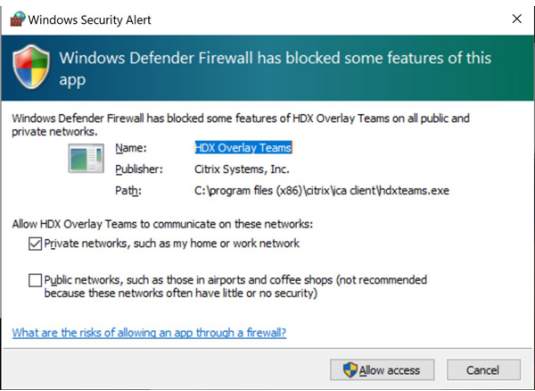 Windows Security Alert
Windows Defender Firewall has blocked some features of this
app
Windows Defender Firewall has blocked some features of HDX Overlay Teams on all public and
private networks.
Name: HDX Overlay Teams
Publisher: Citrix Systems, Inc.
Path: C:\program files (x86)\citrix\ica client\hdxteams.exe
Allow HDX Overlay Teams to communicate on these networks:
Private networks, such as my home or work network
Public networks, such as those in airports and coffee shops (not recommended
because these networks often have little or no security)
What are the risks of allowing an app through a firewall?
Allow access Cancel